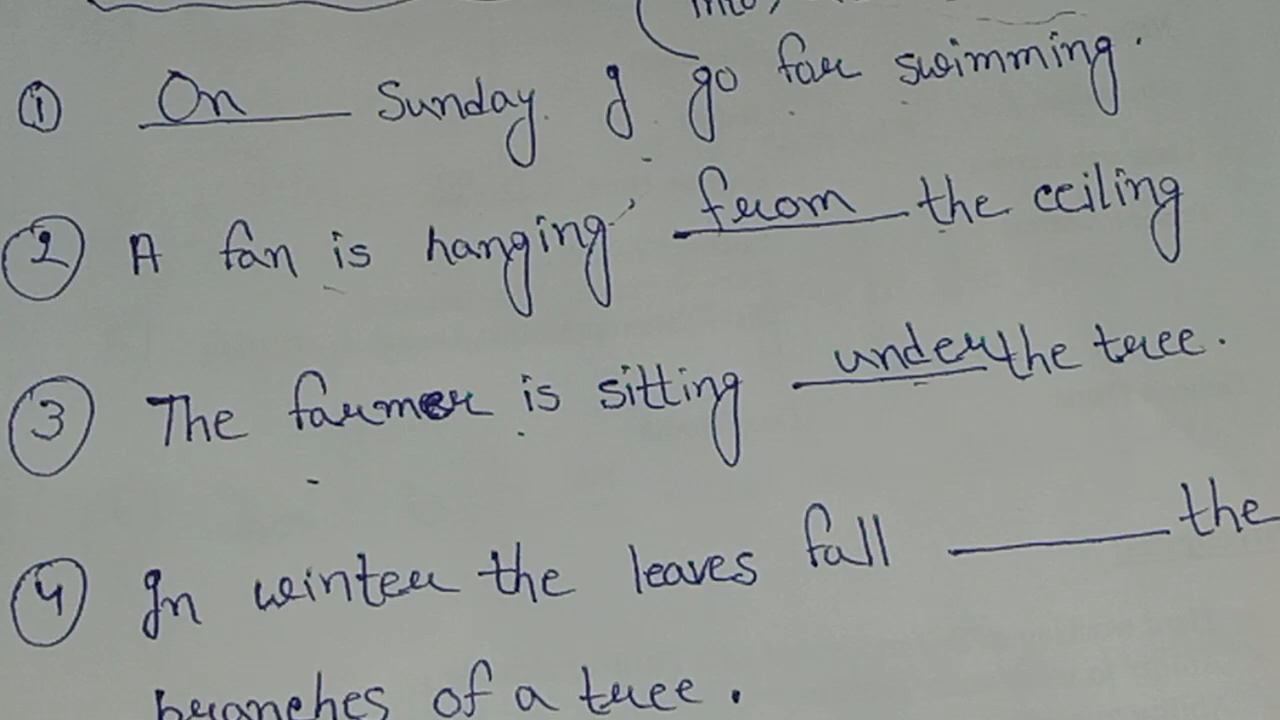 ① On Sunday I go for swimming.
② A fan is hanging from the ceiling
③ The farmer is sitting under the tree.
④ In winter the leaves fall ______ the
branches of a tree.